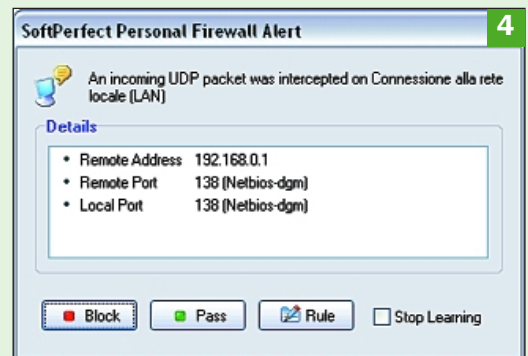 SoftPerfect Personal Firewall Alert
4
An incoming UDP packet was intercepted on Connessione alla rete
locale (LAN)
Details
• Remote Address 192.168.0.1
• Remote Port 138 (Netbios-dgm)
• Local Port 138 (Netbios-dgm)
Block Pass Rule Stop Learning